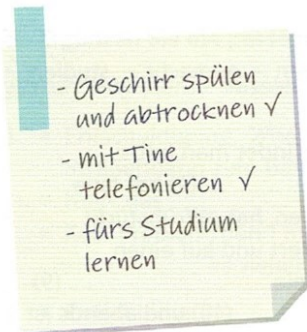 - Geschirr spülen
und abtrocknen ✓
- mit Tine
telefonieren ✓
- fürs Studium
lernen